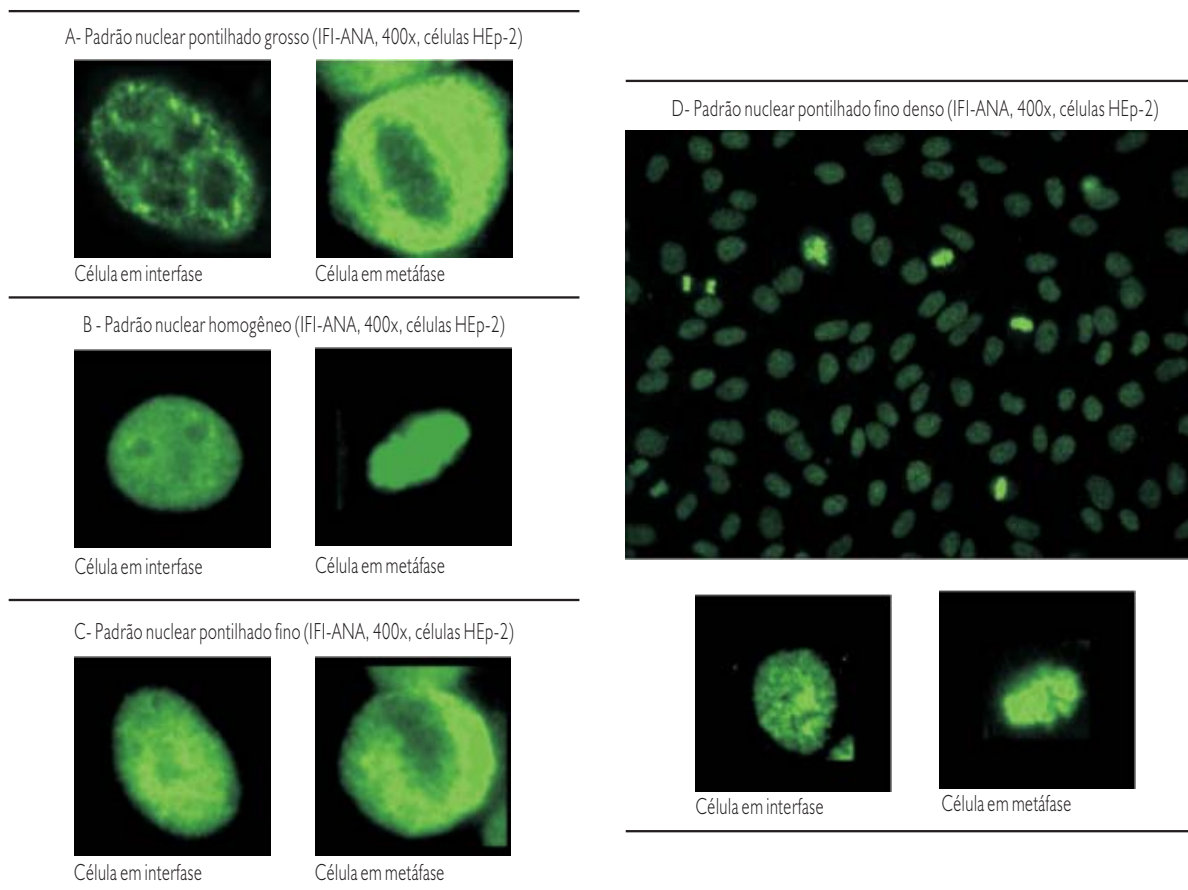 A- Padrão nuclear pontilhado grosso (IFI-ANA, 400x, células HEp-2)
Célula em interfase
Célula em metáfase
B - Padrão nuclear homogêneo (IFI-ANA, 400x, células HEp-2)
Célula em interfase
Célula em metáfase
C- Padrão nuclear pontilhado fino (IFI-ANA, 400x, células HEp-2)
Célula em interfase
Célula em metáfase
D- Padrão nuclear pontilhado fino denso (IFI-ANA, 400x, células HEp-2)
Célula em interfase
Célula em metáfase